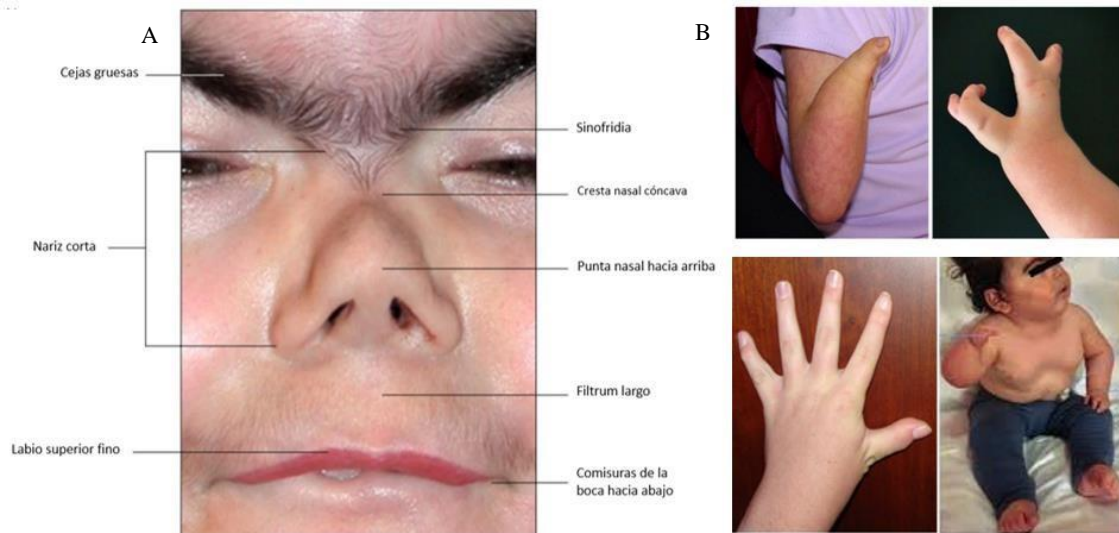 A
B
Cejas gruesas
Sinofridia
Cresta nasal cóncava
Nariz corta
Punta nasal hacia arriba
Filtrum largo
Labio superior fino
Comisuras de la
boca hacia abajo